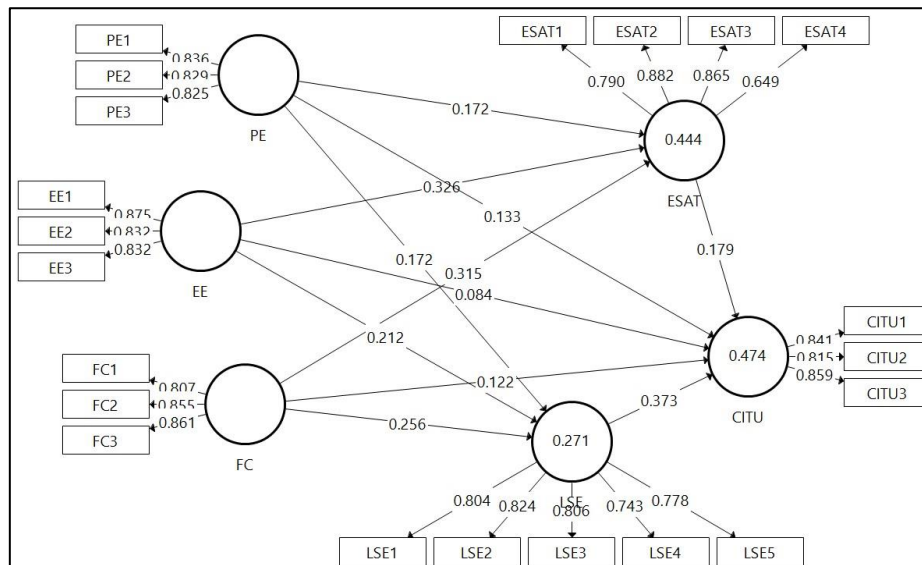 PE1
PE2
PE3
0.836
0.829
0.825
PE
EE1
EE2
EE3
0.875
0.832
0.832
EE
FC1
FC2
FC3
0.807
0.855
0.861
FC
ESAT1
ESAT2
ESAT3
ESAT4
0.790
0.882
0.865
0.649
0.444
ESAT
0.172
0.326
0.133
0.172
0.315
0.084
0.179
0.212
0.122
0.256
0.373
0.474
CITU
0.841
0.815
0.859
CITU1
CITU2
CITU3
0.271
LSE
0.804
0.824
0.806
0.743
0.778
LSE1
LSE2
LSE3
LSE4
LSE5